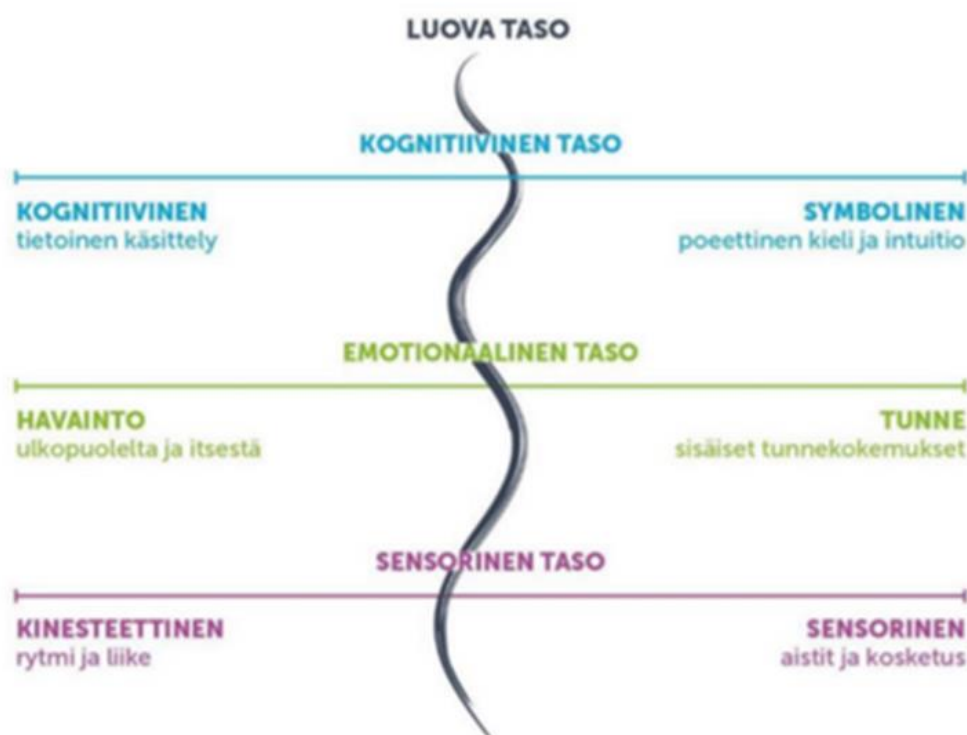 LUOVA TASO
KOGNITIIVINEN TASO
KOGNITIIVINEN
tietoinen käsittely
SYMBOLINEN
poeettinen kieli ja intuitio
EMOTIONAALINEN TASO
HAVAINTO
ulkopuolelta ja itsestä
TUNNE
sisäiset tunnekokemukset
SENSORINEN TASO
KINESTEETTINEN
rytmi ja liike
SENSORINEN
aistit ja kosketus